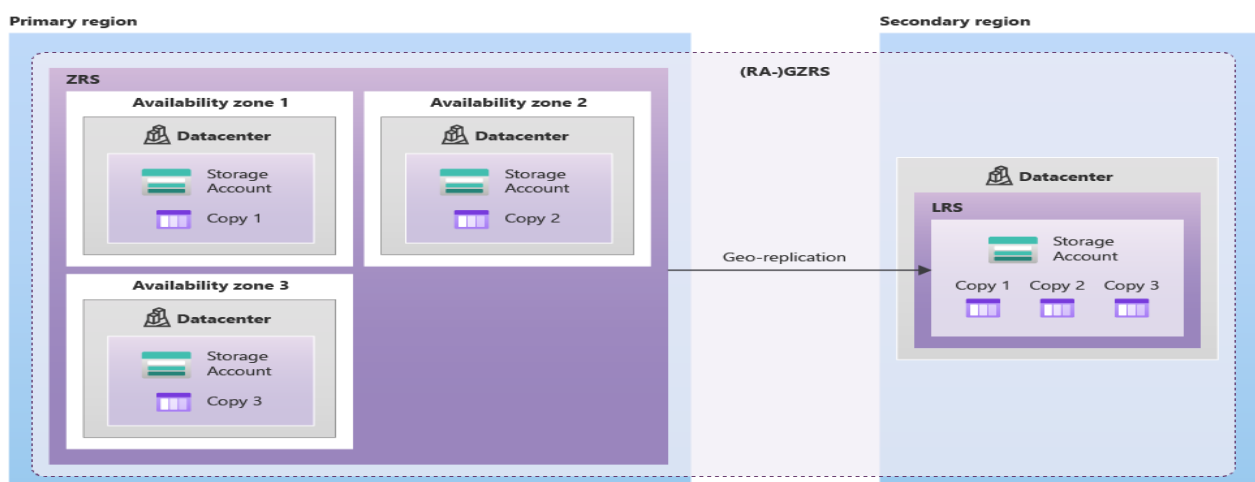 Primary region
Secondary region
(RA-)GZRS
ZRS
Availability zone 1
Datacenter
Storage
Account
Copy 1
Availability zone 2
Datacenter
Storage
Account
Copy 2
Availability zone 3
Datacenter
Storage
Account
Copy 3
Geo-replication
Datacenter
LRS
Storage
Account
Copy 1 Copy 2 Copy 3